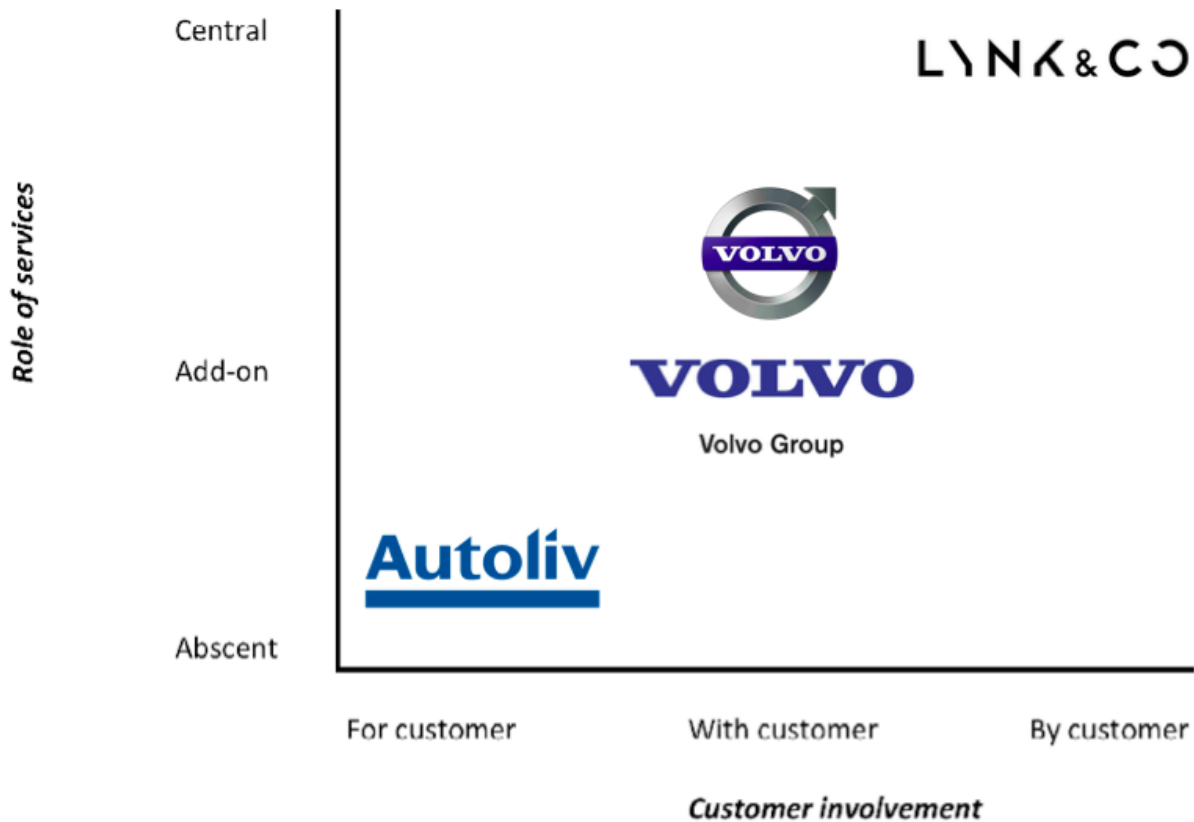 Central
LYNK & CO
Role of services
VOLVO
Add-on
VOLVO
Volvo Group
Autoliv
Abscent
For customer
With customer
By customer
Customer involvement